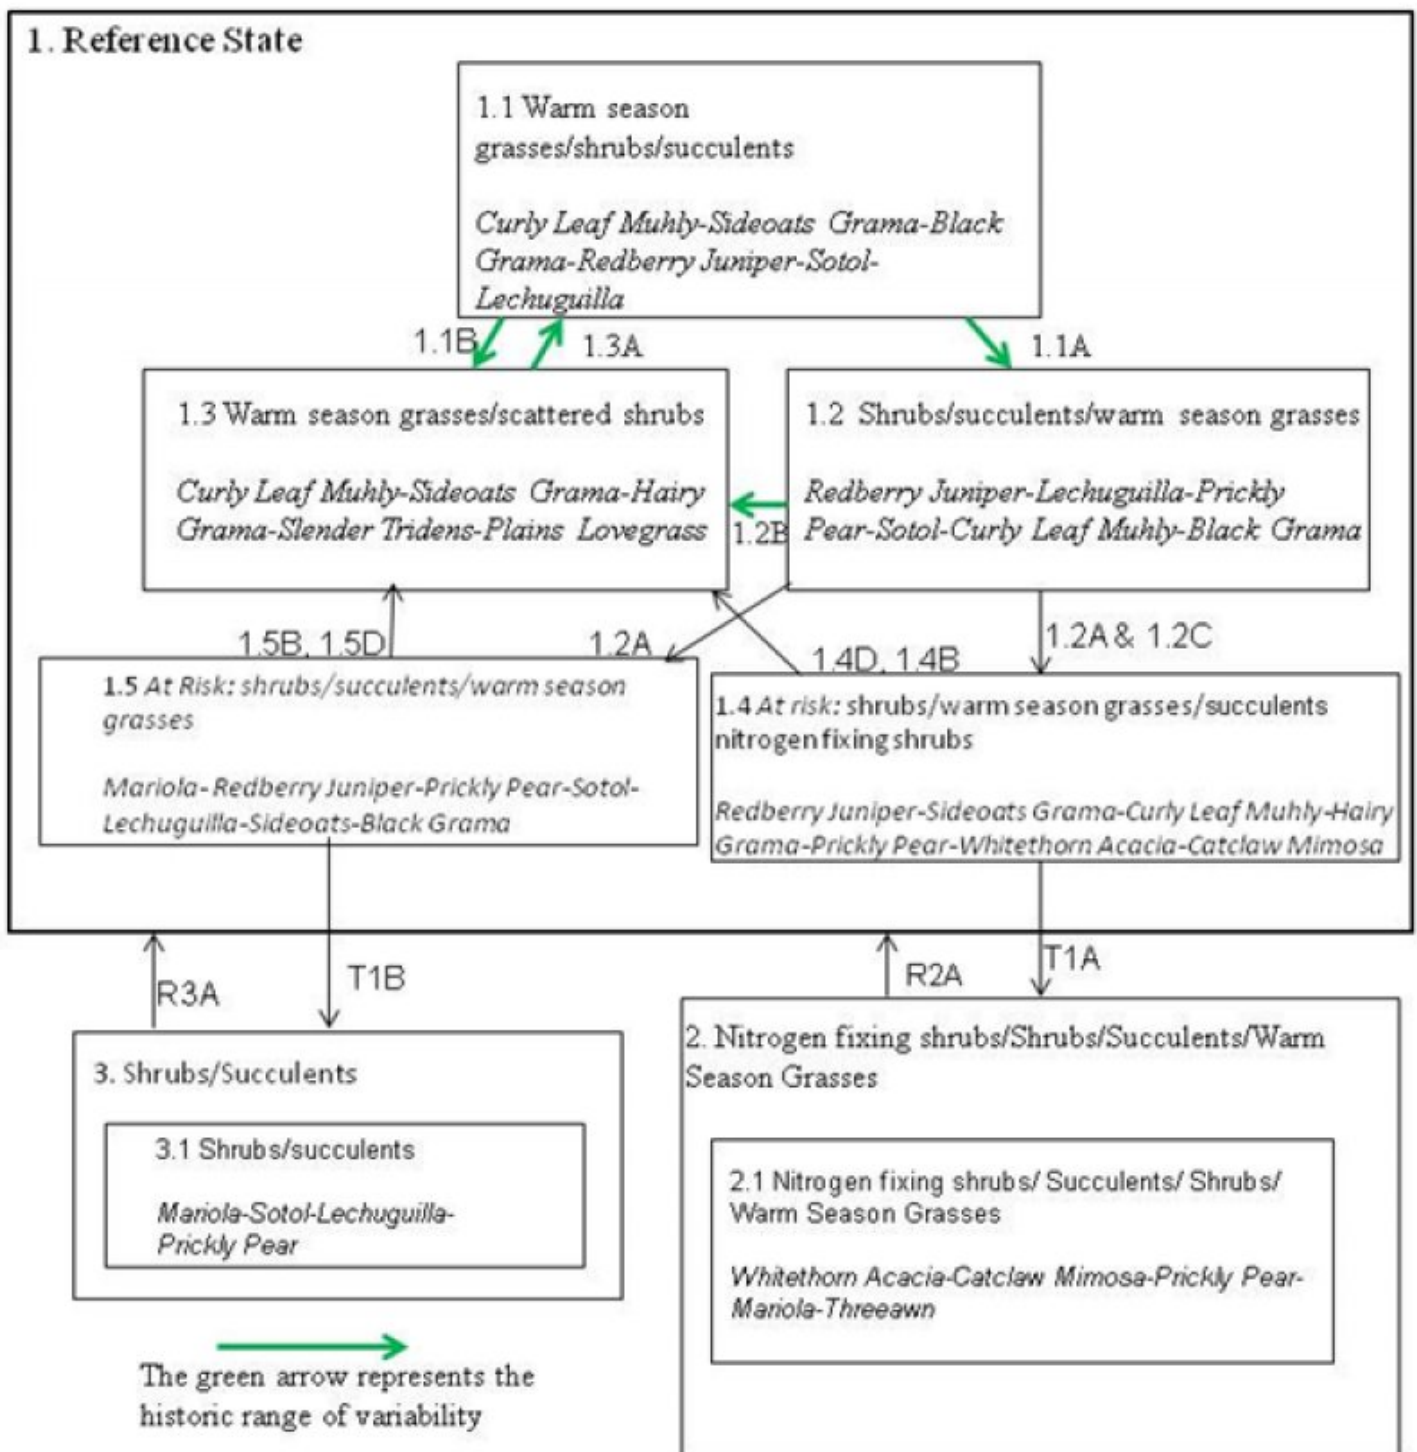 1. Reference State
1.1 Warm season
grasses/shrubs/succulents
Curly Leaf Muhly-Sideoats Grama-Black
Grama-Redberry Juniper-Sotol-
Lechuguilla
1.1B
1.3A
1.1A
1.3 Warm season grasses/scattered shrubs
Curly Leaf Muhly-Sideoats Grama-Hairy
Grama-Slender Tridens-Plains Lovegrass
1.2B
1.2 Shrubs/succulents/warm season grasses
Redberry Juniper-Lechuguilla-Prickly
Pear-Sotol-Curly Leaf Muhly-Black Grama
1.5B, 1.5D
1.2A
1.4D, 1.4B
1.2A & 1.2C
1.5 At Risk: shrubs/succulents/warm season
grasses
Mariola- Redberry Juniper-Prickly Pear-Sotol-
Lechuguilla-Sideoats-Black Grama
1.4 At risk: shrubs/warm season grasses/succulents
nitrogen fixing shrubs
Redberry Juniper-Sideoats Grama-Curly Leaf Muhly-Hairy
Grama-Prickly Pear-Whitethorn Acacia-Catclaw Mimosa
R3A
T1B
R2A
T1A
3. Shrubs/Succulents
3.1 Shrubs/succulents
Mariola-Sotol-Lechuguilla-
Prickly Pear
2. Nitrogen fixing shrubs/Shrubs/Succulents/Warm
Season Grasses
2.1 Nitrogen fixing shrubs/ Succulents/ Shrubs/
Warm Season Grasses
Whitethorn Acacia-Catclaw Mimosa-Prickly Pear-
Mariola-Threeawn
The green arrow represents the
historic range of variability